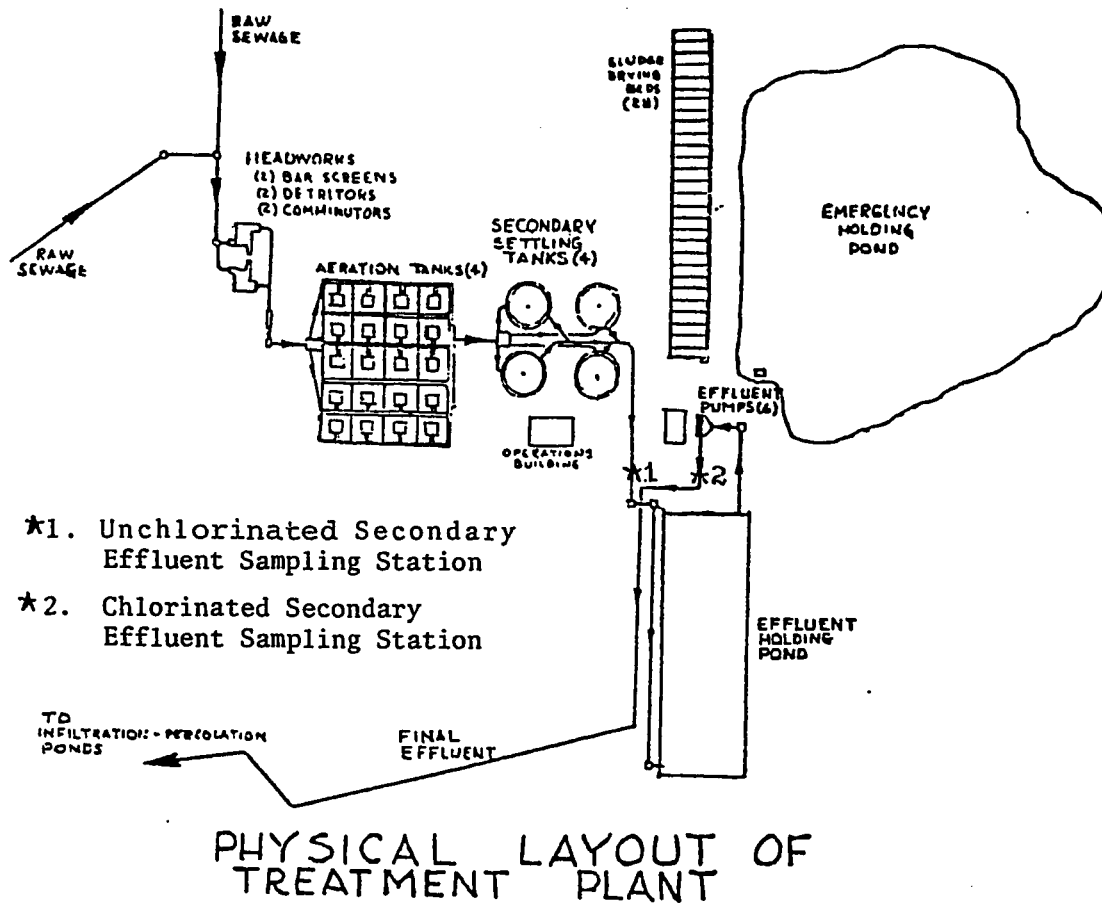 RAW
SEWAGE
SLUDGE
DRYING
BEDS
HEADWORKS
(2) BAR SCREENS
(2) DETRITORS
(2) COMMINUTORS
RAW
SEWAGE
AERATION TANKS (4)
SECONDARY
SETTLING
TANKS (4)
EMERGENCY
HOLDING
POND
EFFLUENT
PUMPS (6)
OPERATIONS
BUILDING
*1
*2
*1. Unchlorinated Secondary
Effluent Sampling Station
*2. Chlorinated Secondary
Effluent Sampling Station
EFFLUENT
HOLDING
POND
TO
INFILTRATION-PERCOLATION
PONDS
FINAL
EFFLUENT
PHYSICAL LAYOUT OF
TREATMENT PLANT